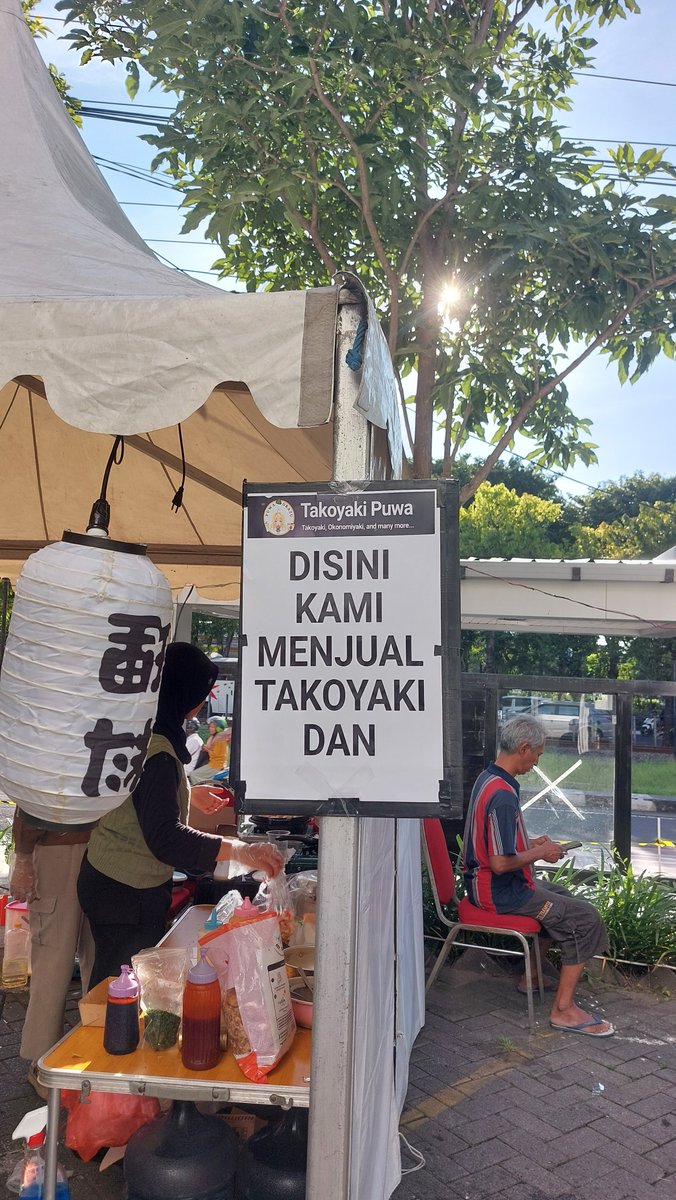 Takoyaki Puwa
Takoyaki, Okonomiyaki, and many more...
DISINI
KAMI
MENJUAL
TAKOYAKI
DAN